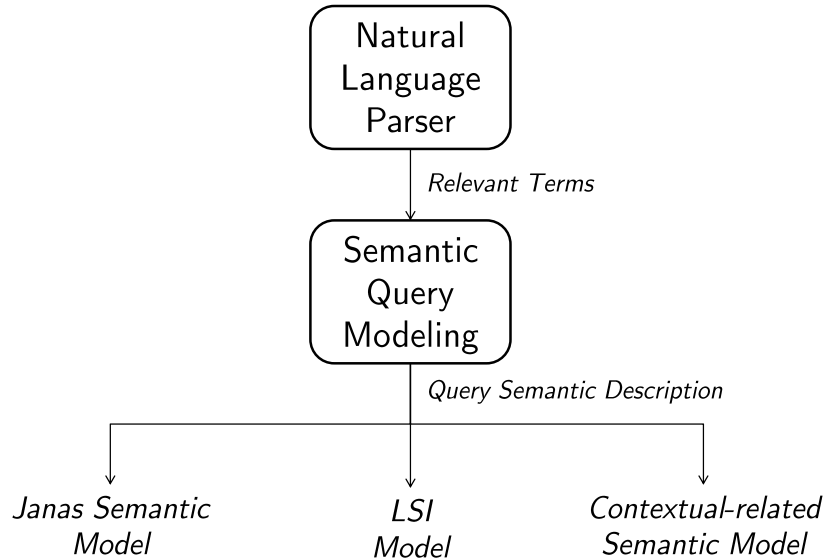 Natural
Language
Parser
Relevant Terms
Semantic
Query
Modeling
Query Semantic Description
Janas Semantic
Model
LSI
Model
Contextual-related
Semantic Model